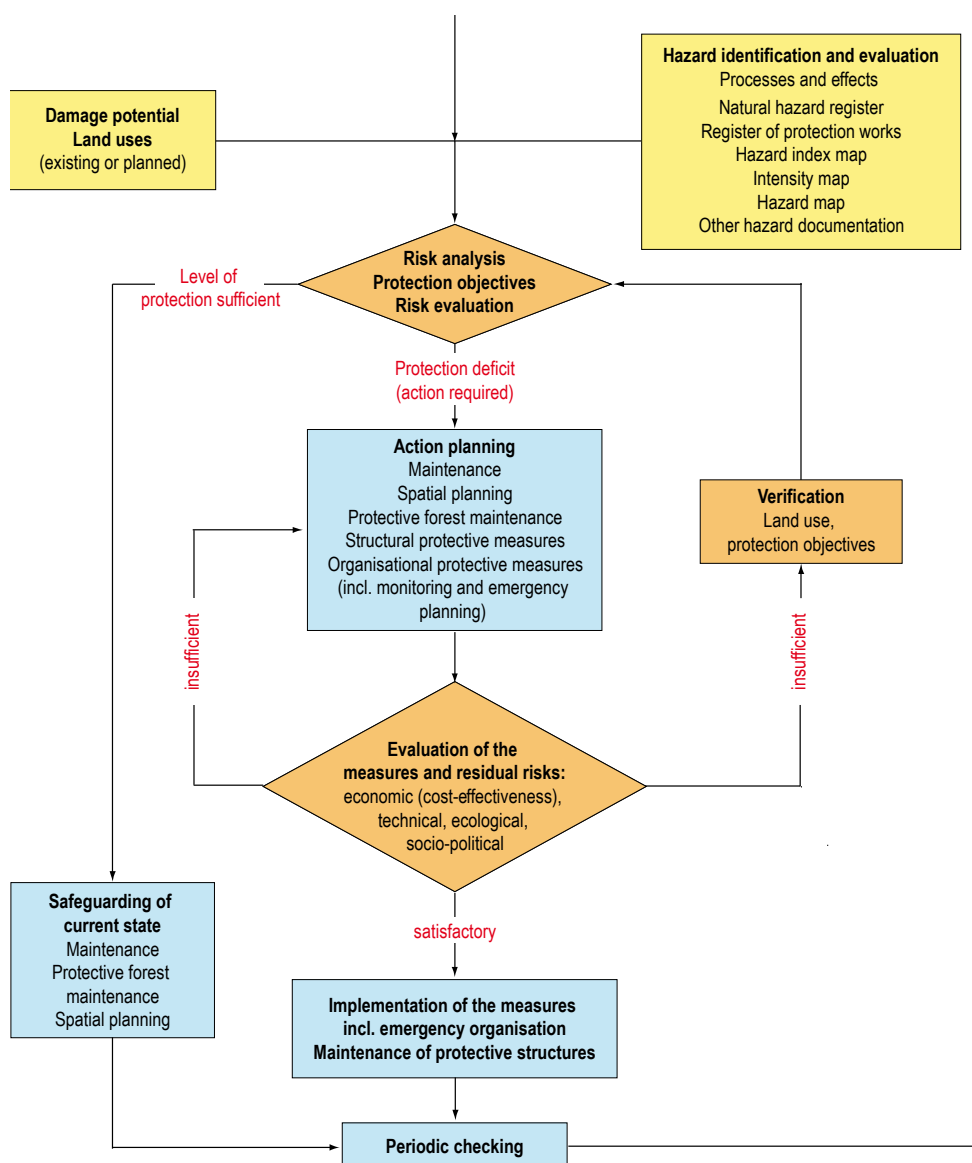 Damage potential
Land uses
(existing or planned)
Hazard identification and evaluation
Processes and effects
Natural hazard register
Register of protection works
Hazard index map
Intensity map
Hazard map
Other hazard documentation
Risk analysis
Protection objectives
Risk evaluation
Level of
protection sufficient
Protection deficit
(action required)
Action planning
Maintenance
Spatial planning
Protective forest maintenance
Structural protective measures
Organisational protective measures
(incl. monitoring and emergency
planning)
Verification
Land use,
protection objectives
insufficient
insufficient
Evaluation of the
measures and residual risks:
economic (cost-effectiveness),
technical, ecological,
socio-political
Safeguarding of
current state
Maintenance
Protective forest
maintenance
Spatial planning
satisfactory
Implementation of the measures
incl. emergency organisation
Maintenance of protective structures
Periodic checking